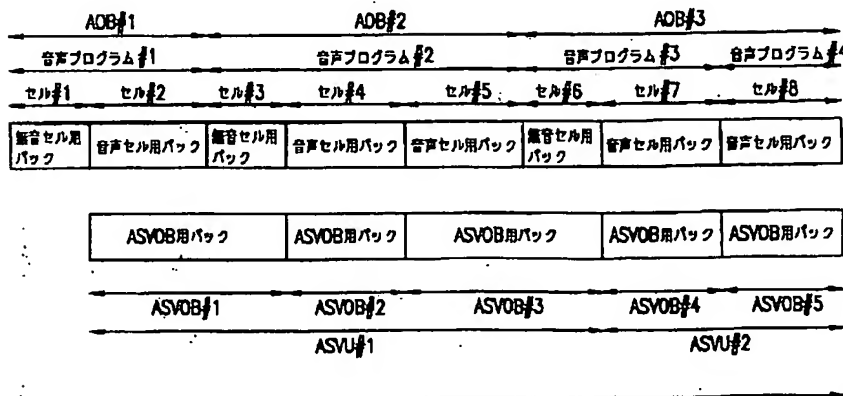 AOB#1 AOB#2 AOB#3
音声プログラム#1 音声プログラム#2 音声プログラム#3 音声プログラム#4
セル#1 セル#2 セル#3 セル#4 セル#5 セル#6 セル#7 セル#8
無音セル用パック 音声セル用パック 無音セル用パック 音声セル用パック 音声セル用パック 無音セル用パック 音声セル用パック 音声セル用パック
ASVOB用パック ASVOB用パック ASVOB用パック ASVOB用パック ASVOB用パック
ASVOB#1 ASVOB#2 ASVOB#3 ASVOB#4 ASVOB#5
ASVU#1 ASVU#2